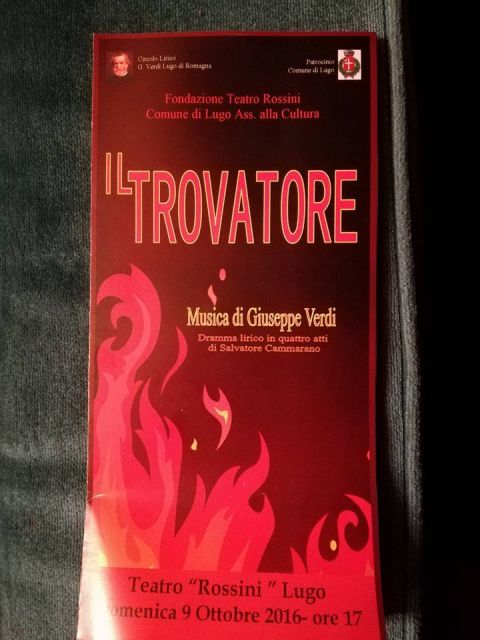 Circolo Lirico
G. Verdi Lugo di Romagna
Patrocinio
Comune di Lugo
Fondazione Teatro Rossini
Comune di Lugo Ass. alla Cultura
IL TROVATORE
Musica di Giuseppe Verdi
Dramma lirico in quattro atti
di Salvatore Cammarano
Teatro "Rossini " Lugo
omenica 9 Ottobre 2016- ore 17